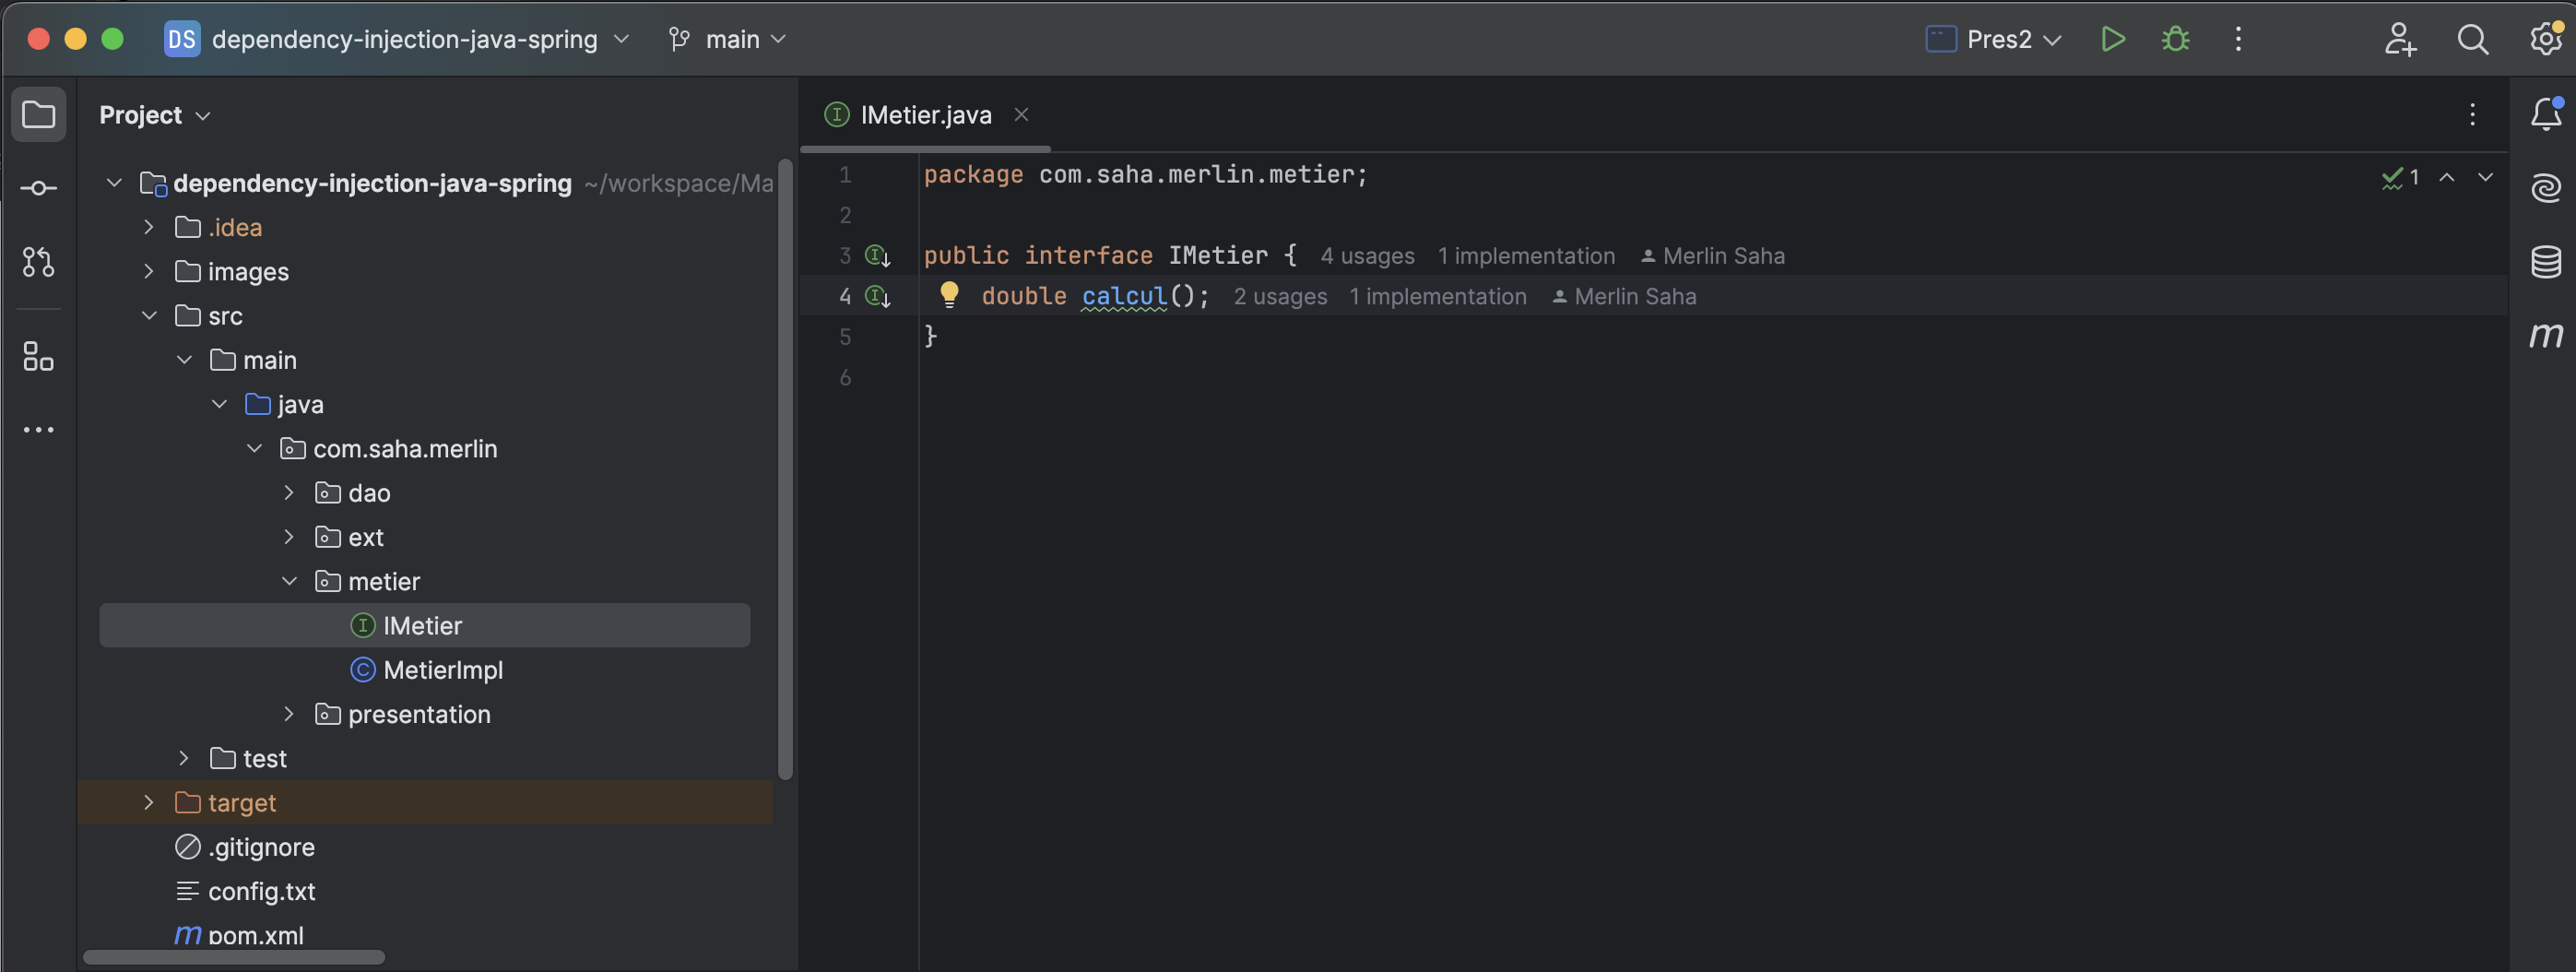 DS dependency-injection-java-spring main Pres2
Project
IMetier.java
dependency-injection-java-spring ~/workspace/Ma
.idea
images
src
main
java
com.saha.merlin
dao
ext
metier
IMetier
MetierImpl
presentation
test
target
.gitignore
config.txt
m pom.xml
1 package com.saha.merlin.metier;
2
3 public interface IMetier { 4 usages 1 implementation Merlin Saha
4 double calcul(); 2 usages 1 implementation Merlin Saha
5 }
6
1
m